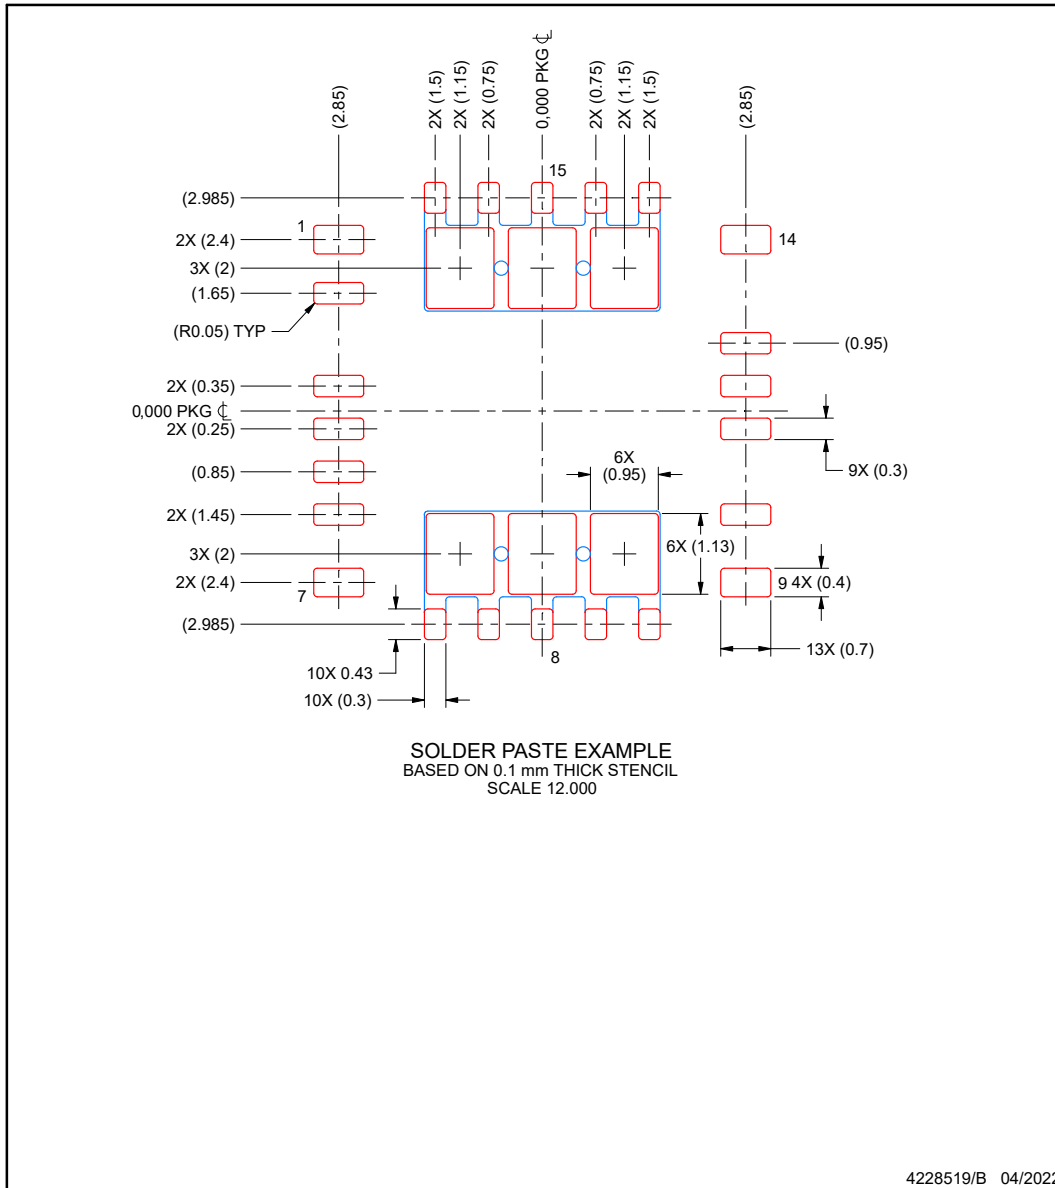 (2.85)
2X (1.5)
2X (1.15)
2X (0.75)
0,000 PKG ℄
2X (0.75)
2X (1.15)
2X (1.5)
(2.85)
15
(2.985)
1
2X (2.4)
14
3X (2)
(1.65)
(R0.05) TYP
(0.95)
2X (0.35)
0,000 PKG ℄
2X (0.25)
6X
(0.95)
(0.85)
9X (0.3)
2X (1.45)
3X (2)
6X (1.13)
2X (2.4)
7
9 4X (0.4)
(2.985)
8
13X (0.7)
10X 0.43
10X (0.3)
SOLDER PASTE EXAMPLE
BASED ON 0.1 mm THICK STENCIL
SCALE 12.000
4228519/B 04/2022